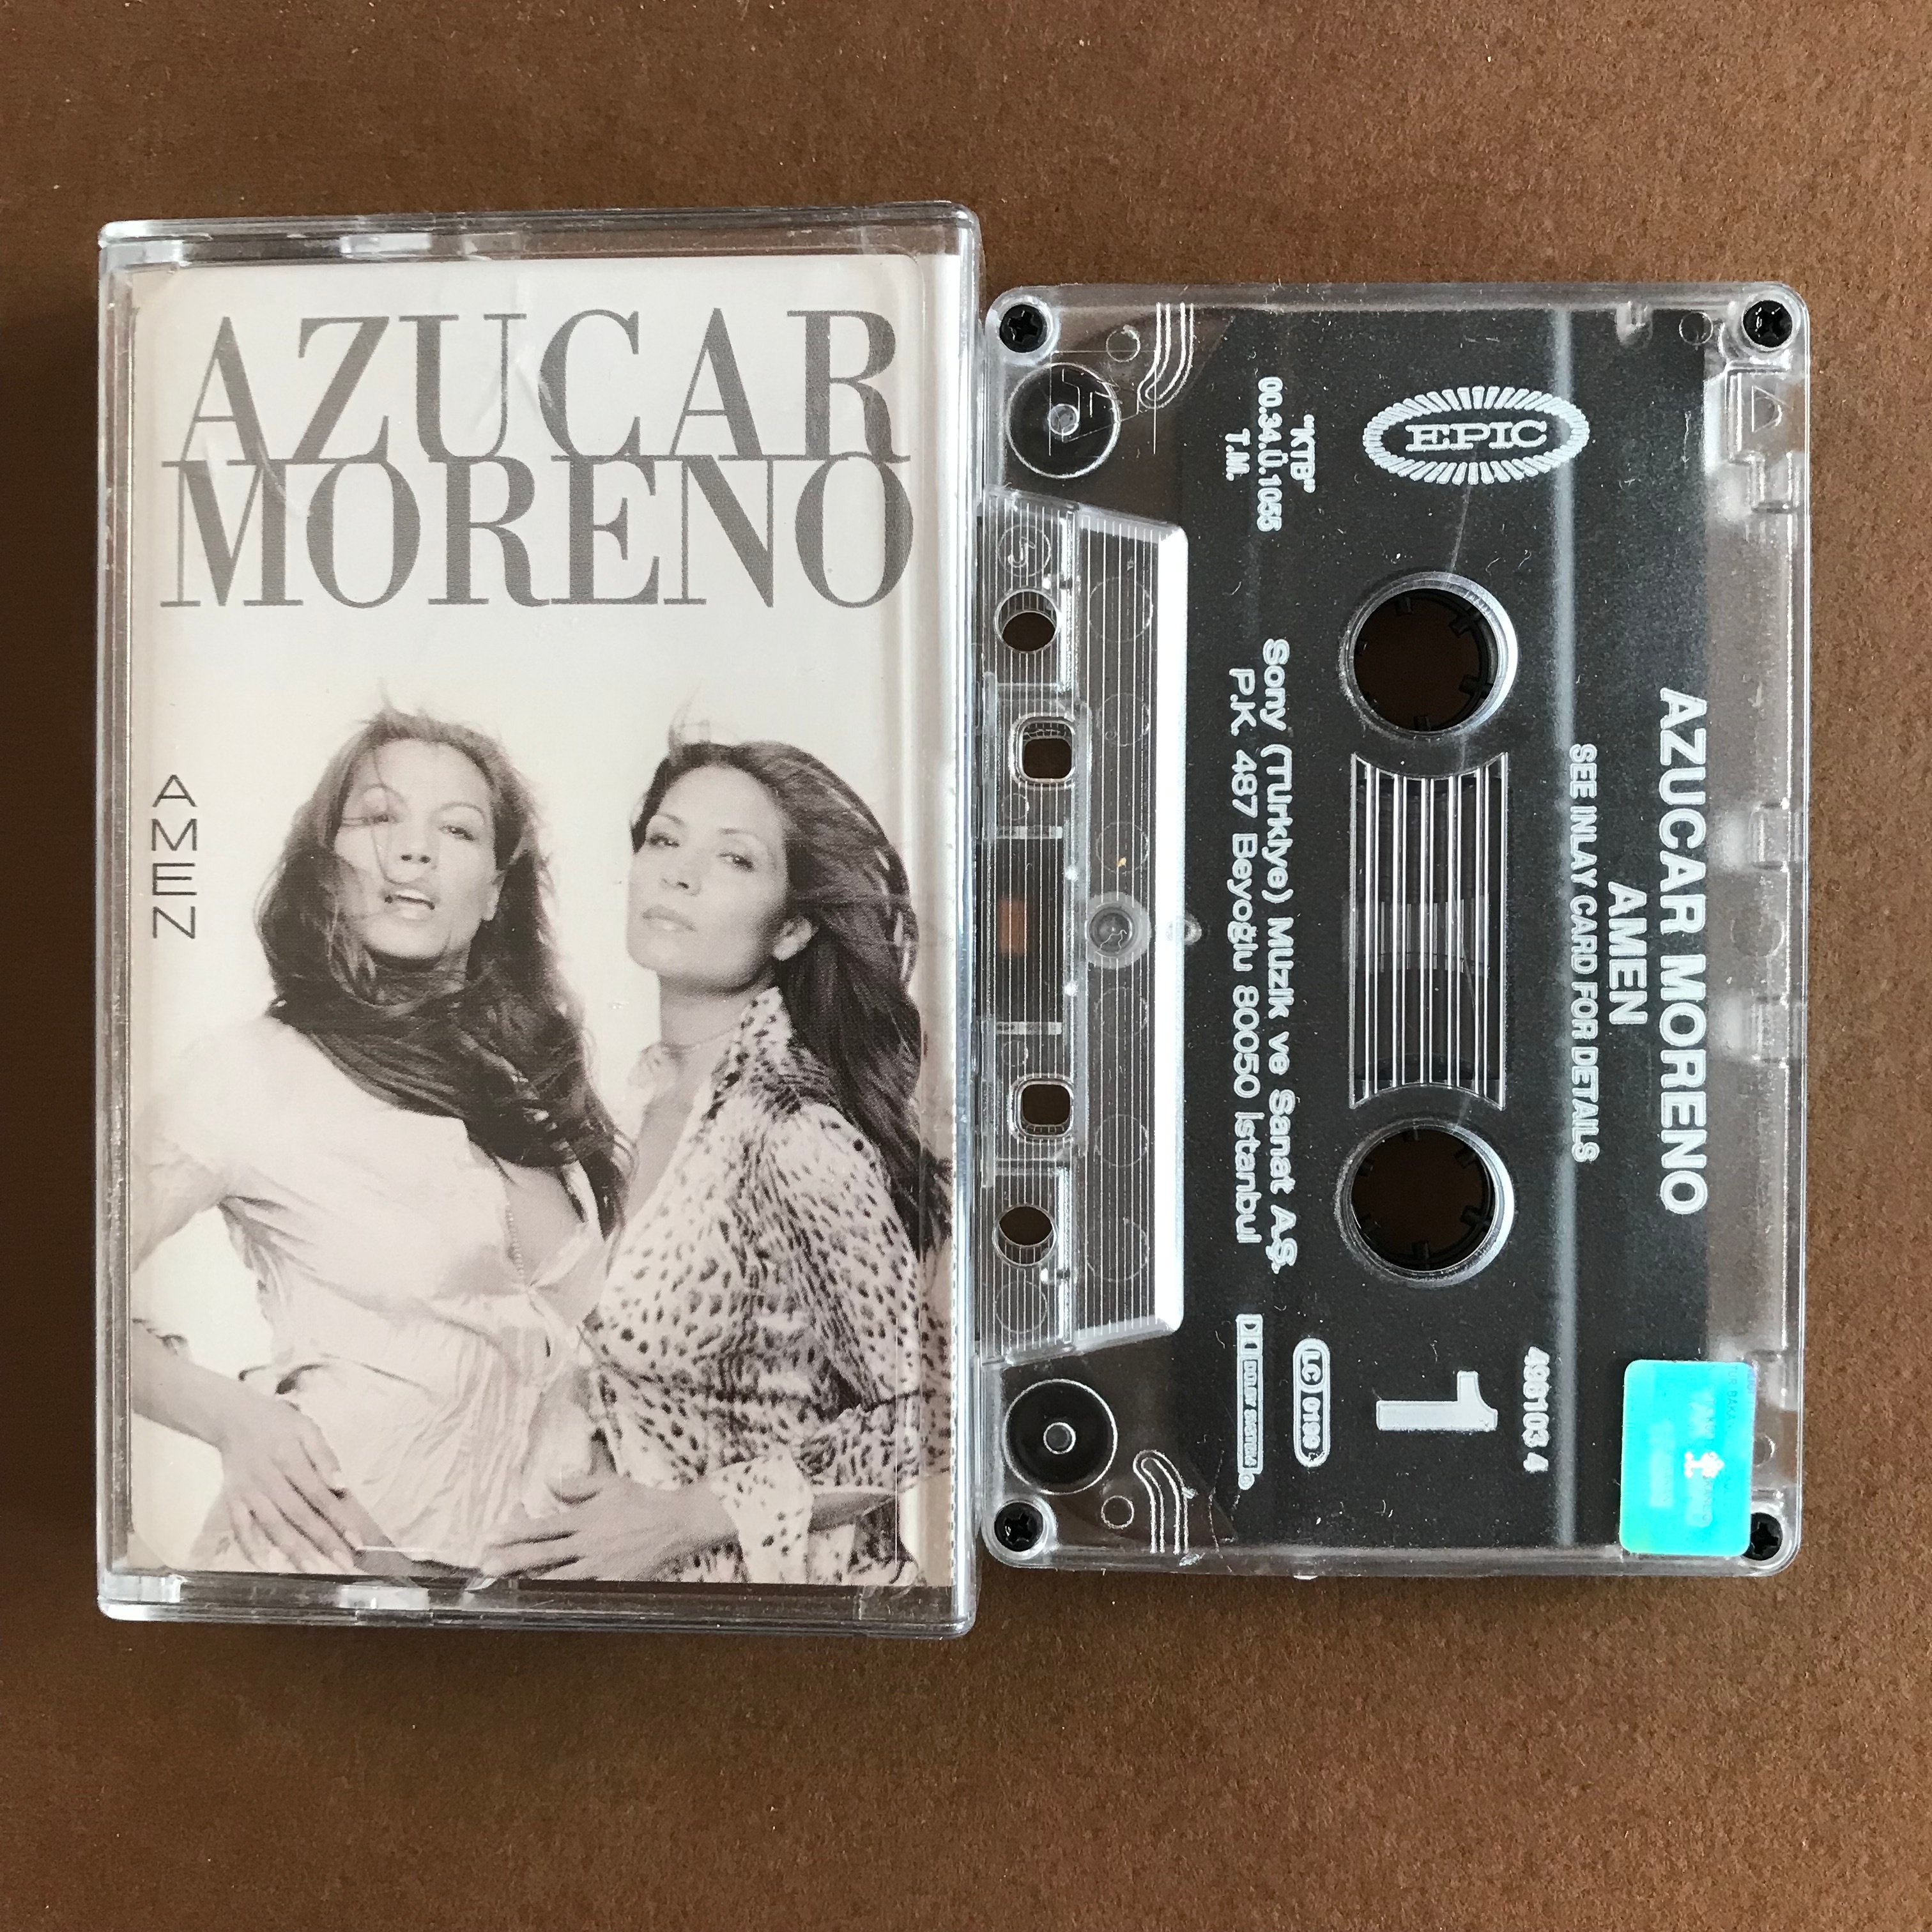 AZUCAR
MORENO
AMEN
AZUCAR MORENO
AMEN
SEE INLAY CARD FOR DETAILS
EPIC
1
"KTB"
00.34.Ü.1055
T.M.
Sony (Türkiye) Müzik ve Sanat A.Ş.
P.K. 487 Beyoğlu 80050 İstanbul
LC 0199